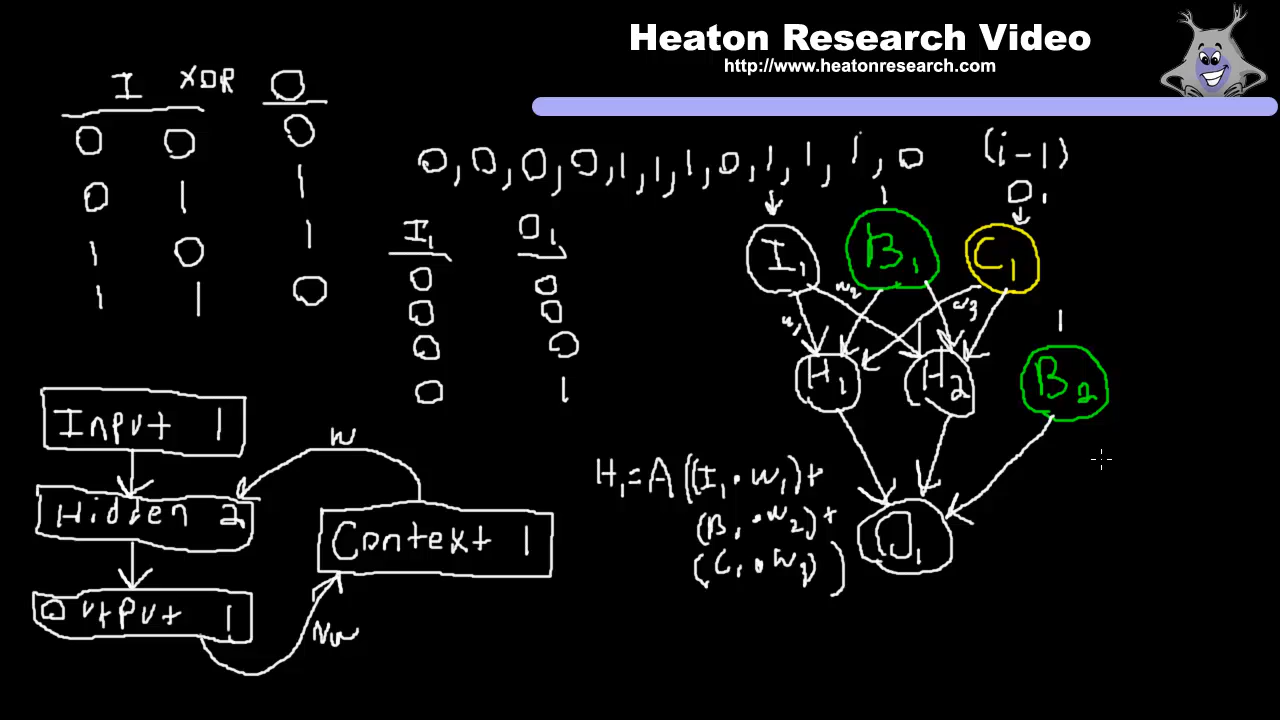 Heaton Research Video
http://www.heatonresearch.com
I XOR O
0 0 0
0 1 1
1 0 1
1 1 0
0, 0, 0, 0, 1, 1, 1, 0, 1, 1, 1, 0
(i-1)
1 0,
I1 O1
0 0
0 0
0 0
0 1
I1 B1 C1
w1 w2 w3
1
H1 H2 B2
Input 1
Hidden 2
Output 1
W
Context 1
NW
H1=A((I1·w1)+
(B1·w2)+
(C1·w3))
O1